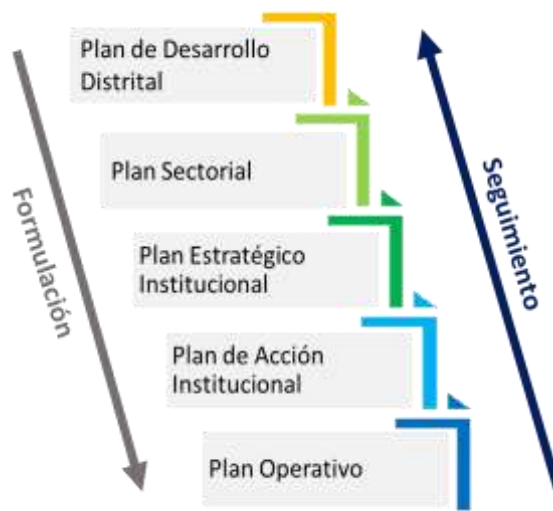 Plan de Desarrollo
Distrital
Plan Sectorial
Plan Estratégico
Institucional
Plan de Acción
Institucional
Plan Operativo
Formulación
Seguimiento